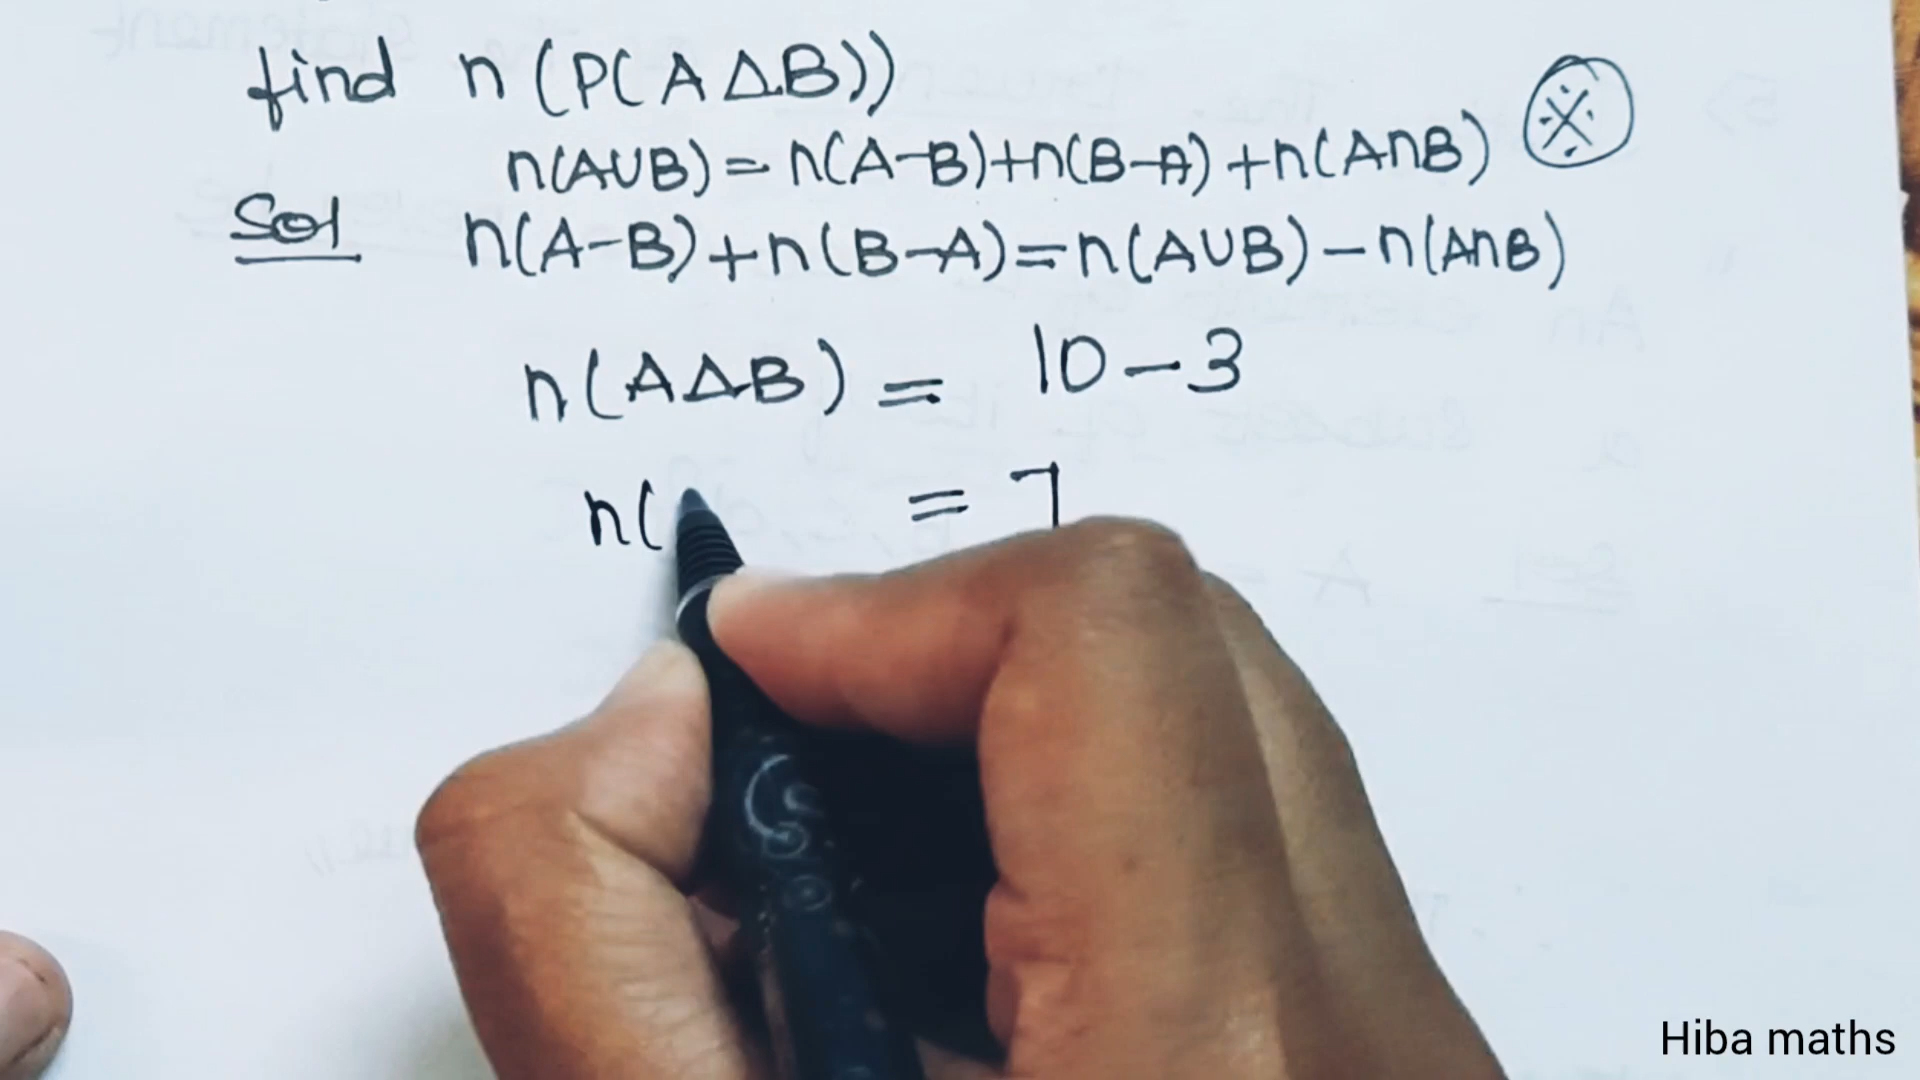 find n(P(AΔB))
n(A∪B)=n(A-B)+n(B-A)+n(A∩B)
Sol n(A-B)+n(B-A)=n(A∪B)-n(A∩B)
n(AΔB) = 10-3
n( = 7
Hiba maths